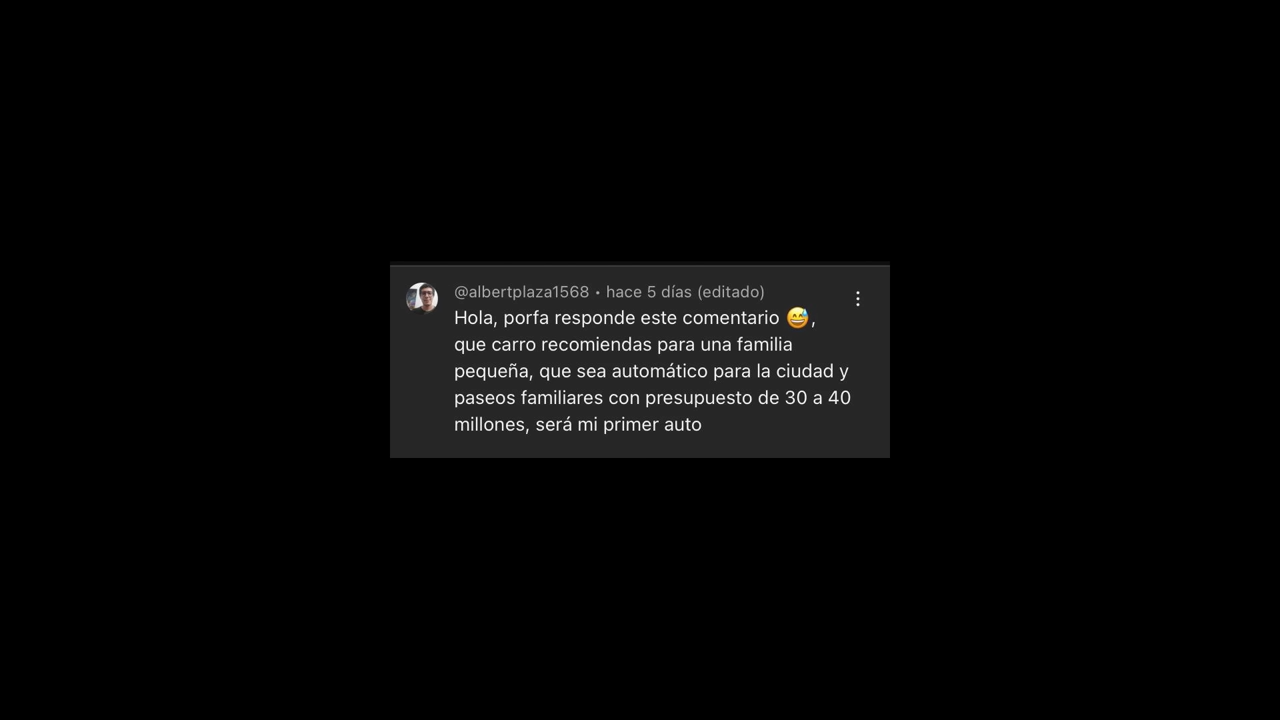 @albertplaza1568 • hace 5 días (editado)
Hola, porfa responde este comentario 😅,
que carro recomiendas para una familia
pequeña, que sea automático para la ciudad y
paseos familiares con presupuesto de 30 a 40
millones, será mi primer auto